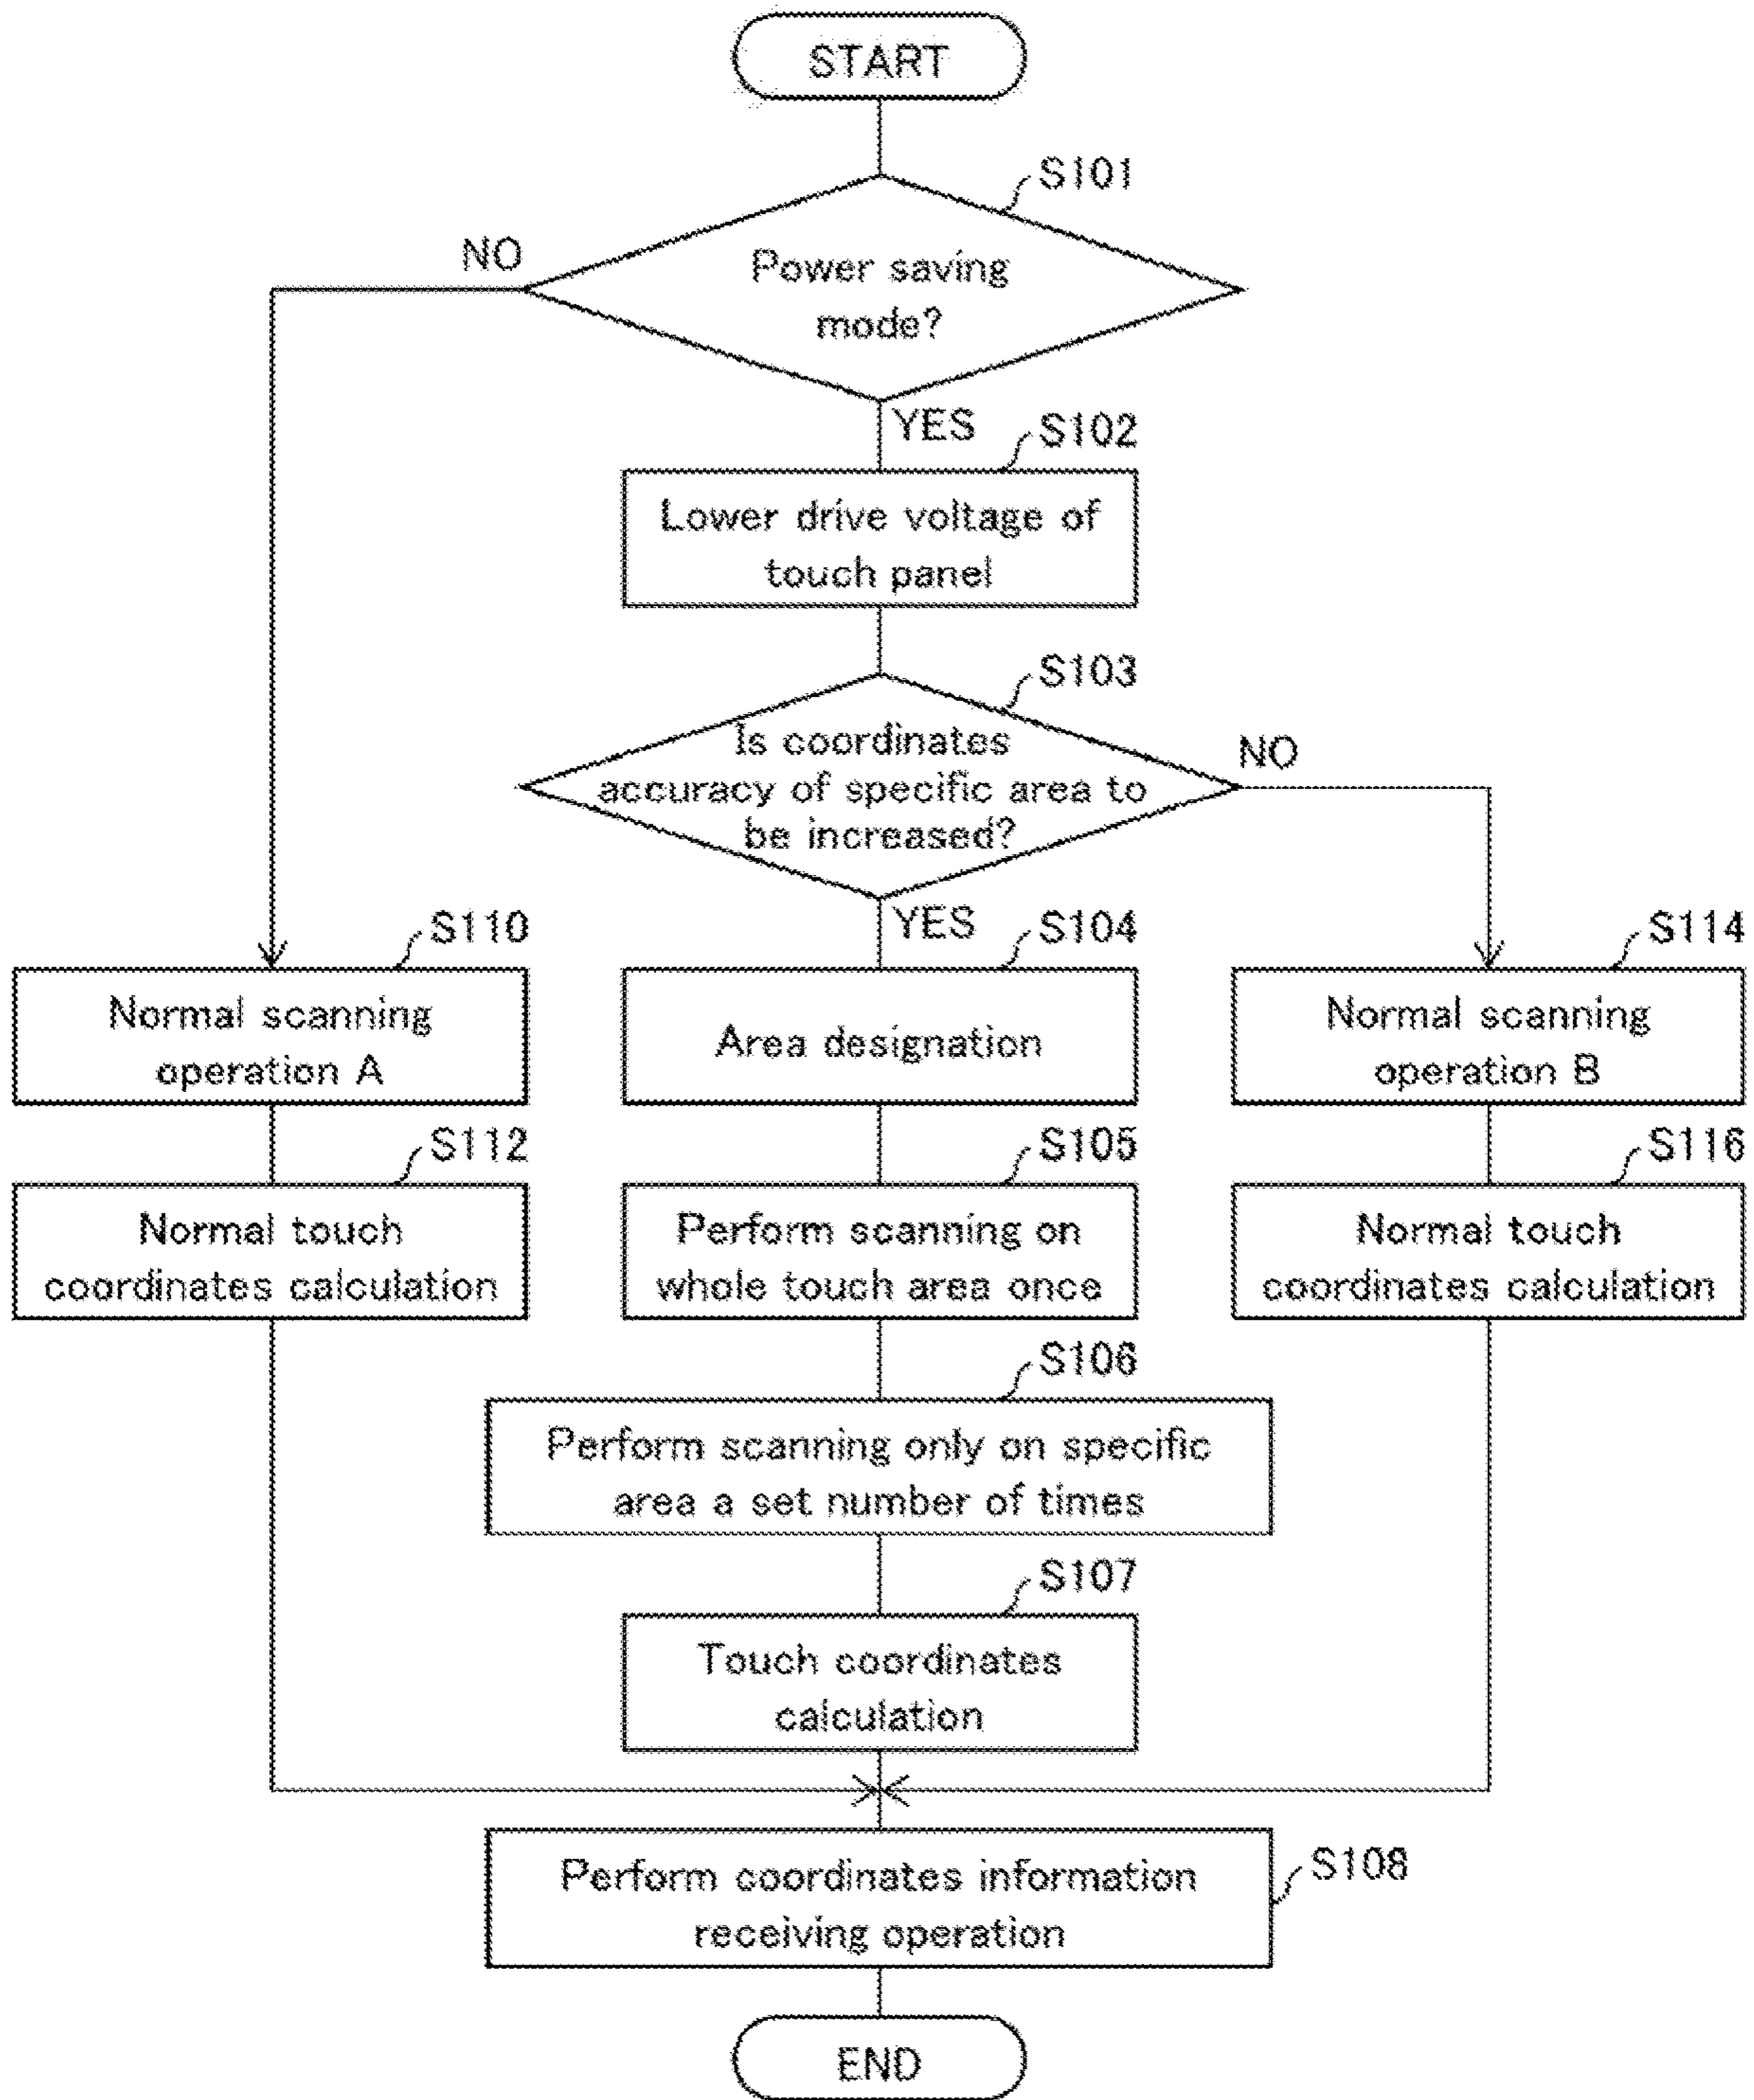 START
S101
NO
Power saving
mode?
YES
S102
Lower drive voltage of
touch panel
S103
Is coordinates
accuracy of specific area to
be increased?
NO
YES
S110
S104
S114
Normal scanning
operation A
Area designation
Normal scanning
operation B
S112
S105
S116
Normal touch
coordinates calculation
Perform scanning on
whole touch area once
Normal touch
coordinates calculation
S106
Perform scanning only on specific
area a set number of times
S107
Touch coordinates
calculation
Perform coordinates information
receiving operation
S108
END